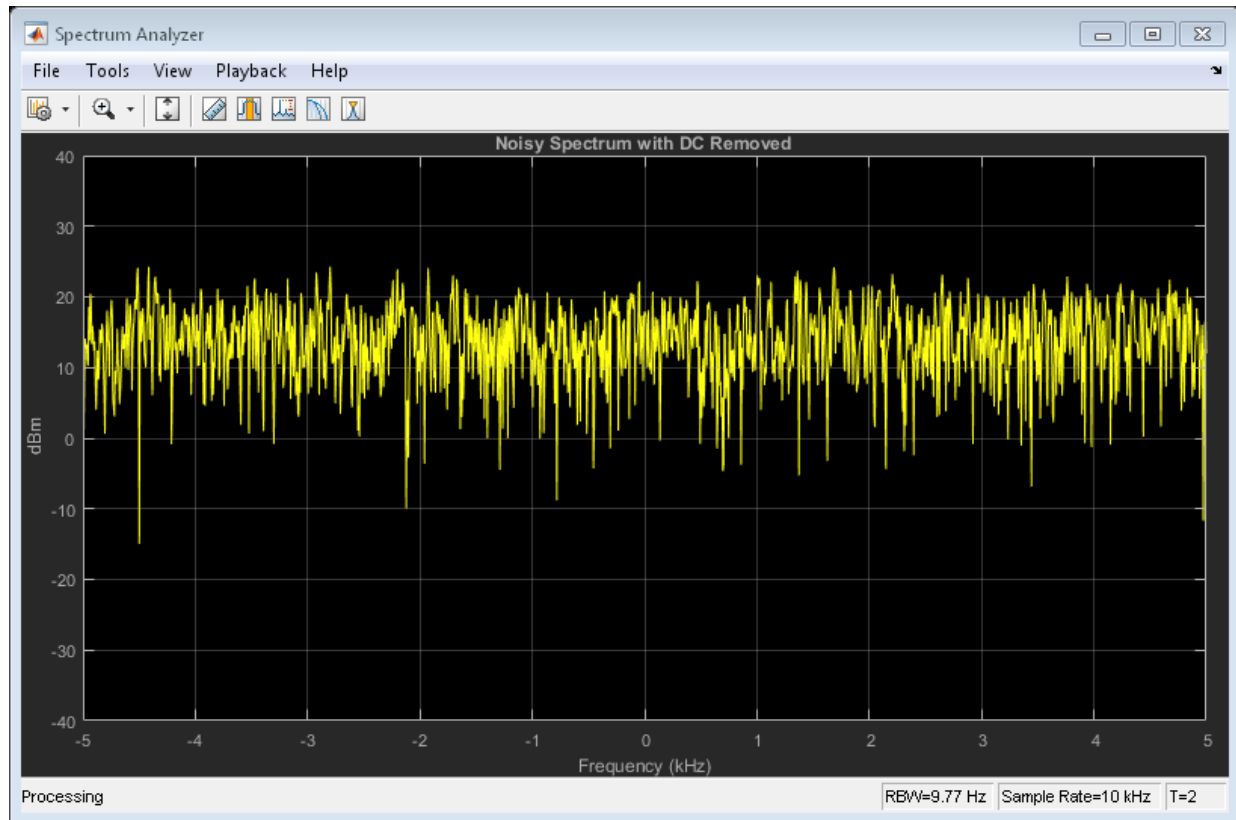 Spectrum Analyzer
File Tools View Playback Help
Noisy Spectrum with DC Removed
40
30
20
10
0
-10
-20
-30
-40
dBm
-5 -4 -3 -2 -1 0 1 2 3 4 5
Frequency (kHz)
Processing RBW=9.77 Hz Sample Rate=10 kHz T=2